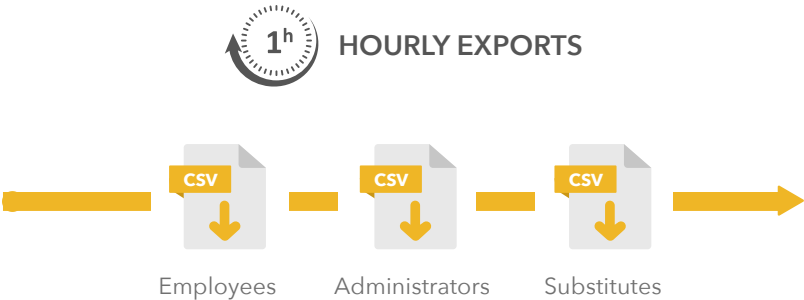 1h
HOURLY EXPORTS
CSV
CSV
CSV
Employees
Administrators
Substitutes